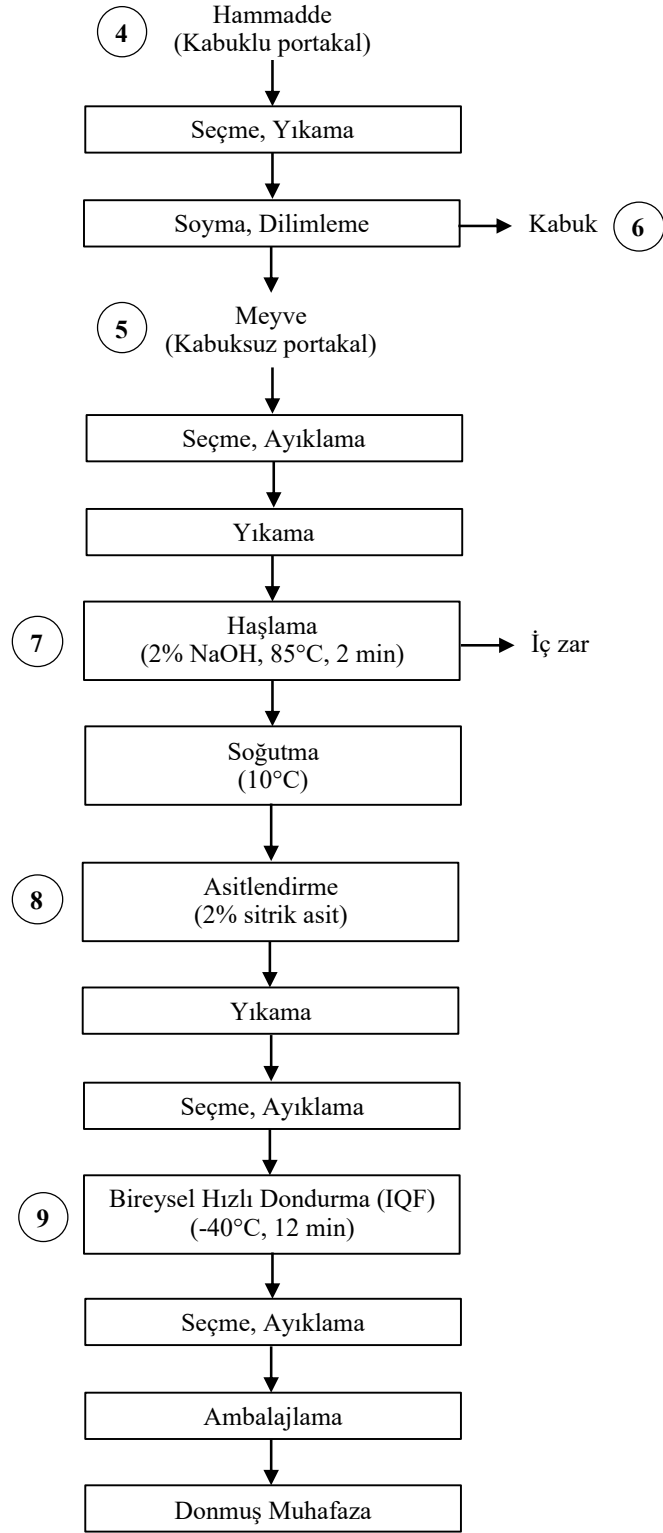 4
Hammadde
(Kabuklu portakal)
Seçme, Yıkama
Soyma, Dilimleme
Kabuk
6
5
Meyve
(Kabuksuz portakal)
Seçme, Ayıklama
Yıkama
7
Haşlama
(2% NaOH, 85°C, 2 min)
İç zar
Soğutma
(10°C)
8
Asitlendirme
(2% sitrik asit)
Yıkama
Seçme, Ayıklama
9
Bireysel Hızlı Dondurma (IQF)
(-40°C, 12 min)
Seçme, Ayıklama
Ambalajlama
Donmuş Muhafaza